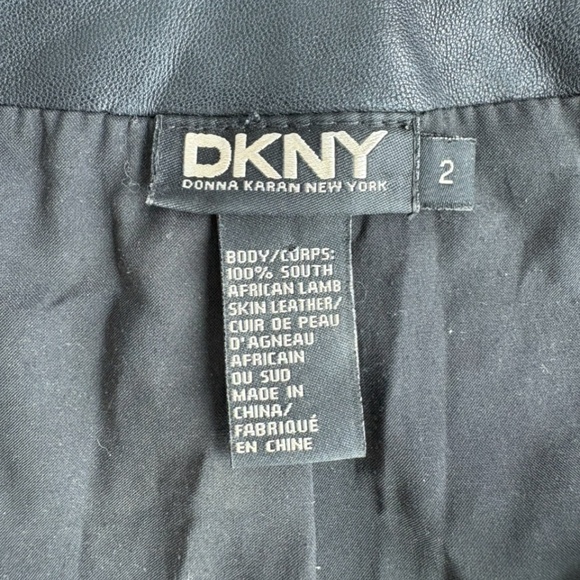 DKNY
DONNA KARAN NEW YORK
2
BODY/CORPS:
100% SOUTH
AFRICAN LAMB
SKIN LEATHER/
CUIR DE PEAU
D'AGNEAU
AFRICAIN
DU SUD
MADE IN
CHINA/
FABRIQUÉ
EN CHINE